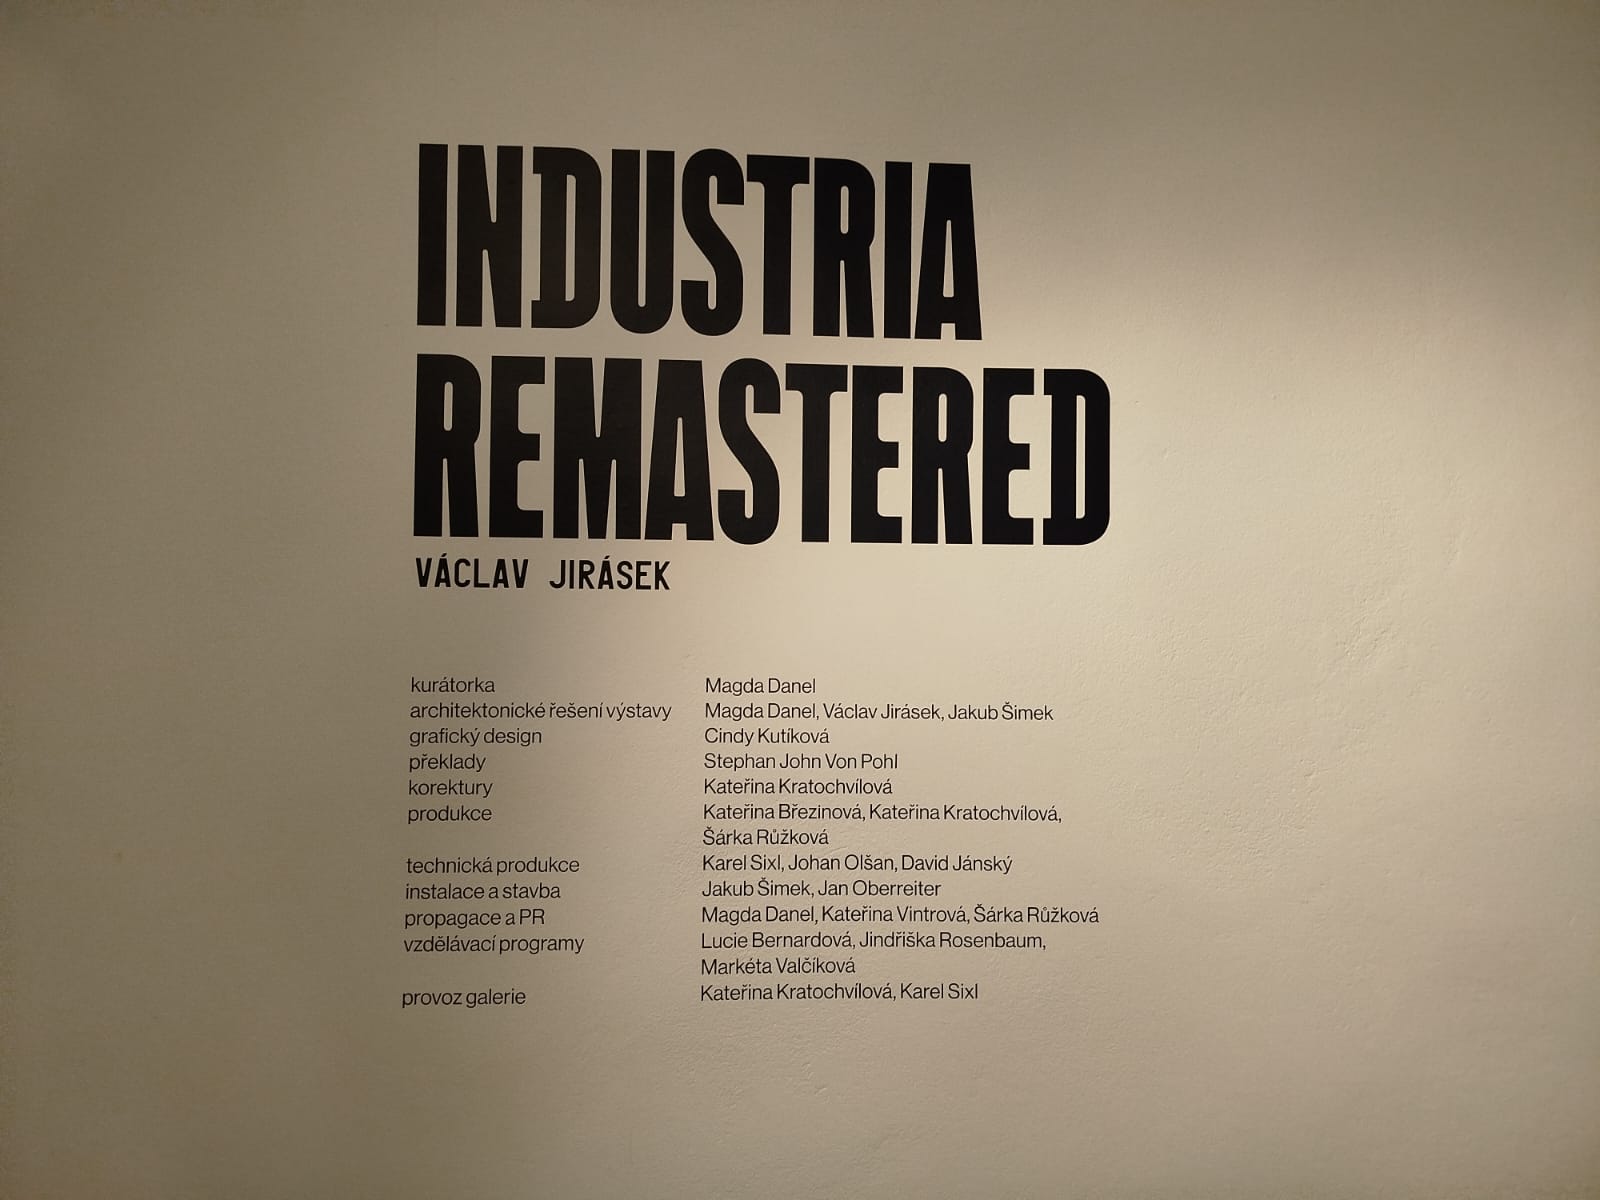 INDUSTRIA
REMASTERED
VÁCLAV JIRÁSEK
kurátorka Magda Danel
architektonické řešení výstavy Magda Danel, Václav Jirásek, Jakub Šimek
grafický design Cindy Kutíková
překlady Stephan John Von Pohl
korektury Kateřina Kratochvílová
produkce Kateřina Březinová, Kateřina Kratochvílová,
Šárka Růžková
technická produkce Karel Sixl, Johan Olšan, David Jánský
instalace a stavba Jakub Šimek, Jan Oberreiter
propagace a PR Magda Danel, Kateřina Vintrová, Šárka Růžková
vzdělávací programy Lucie Bernardová, Jindřiška Rosenbaum,
Markéta Valčíková
provoz galerie Kateřina Kratochvílová, Karel Sixl